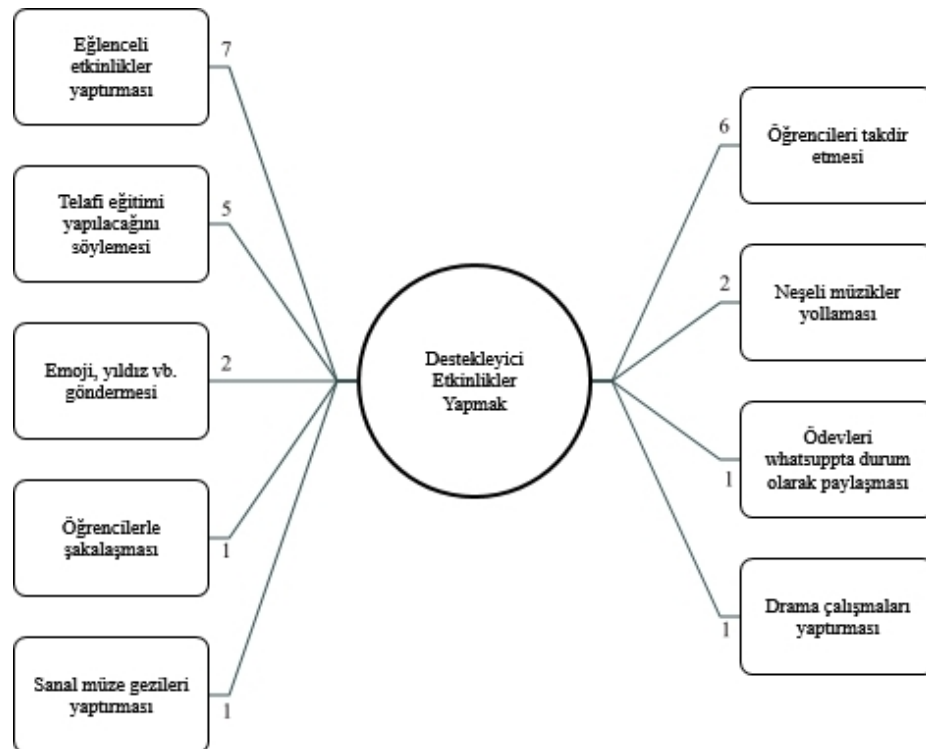 Eğlenceli
etkinlikler
yaptırması
7
Telafi eğitimi
yapılacağını
söylemesi
5
Emoji, yıldız vb.
göndermesi
2
Öğrencilerle
şakalaşması
1
Sanal müze gezileri
yaptırması
1
Destekleyici
Etkinlikler
Yapmak
6
Öğrencileri takdir
etmesi
2
Neşeli müzikler
yollaması
1
Ödevleri
whatsuppta durum
olarak paylaşması
1
Drama çalışmaları
yaptırması